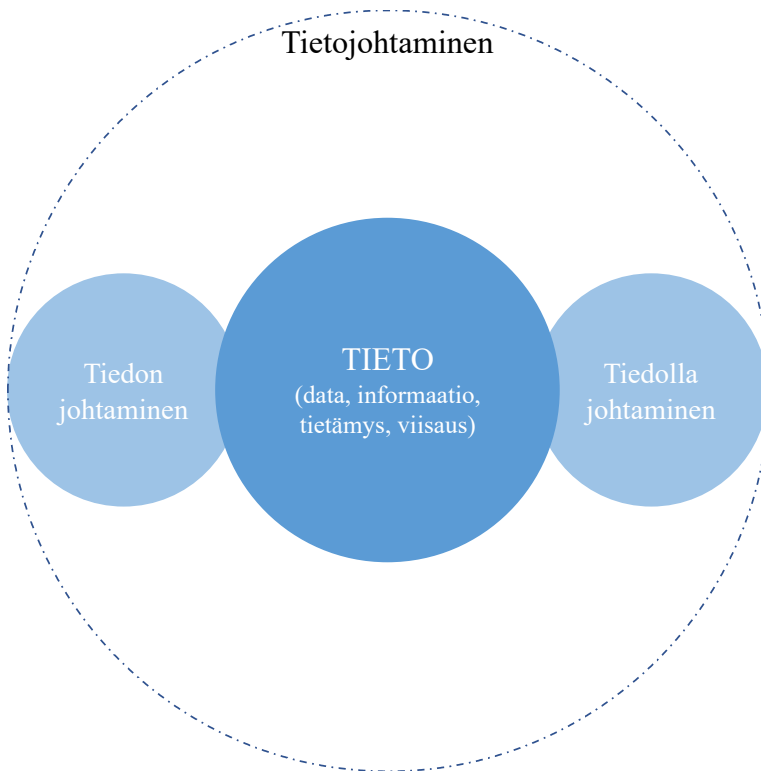 Tietojohtaminen
Tiedon
johtaminen
TIETO
(data, informaatio,
tietämys, viisaus)
Tiedolla
johtaminen